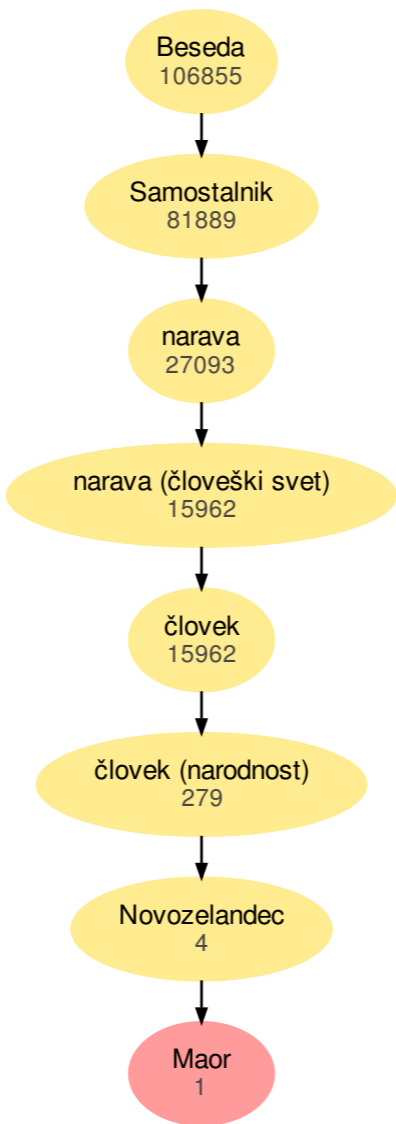 Beseda
106855
Samostalnik
81889
narava
27093
narava (človeški svet)
15962
človek
15962
človek (narodnost)
279
Novozelandec
4
Maor
1